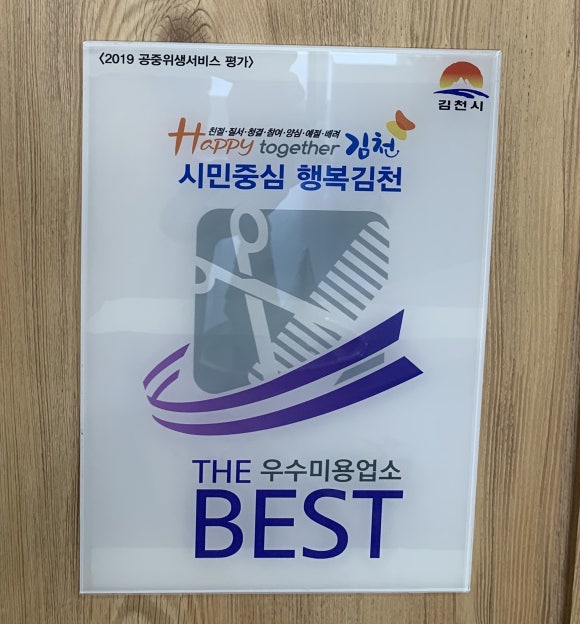 〈2019 공중위생서비스 평가〉
김천시
친절·질서·청결·참여·양심·예절·배려
Happy together 김천
시민중심 행복김천
THE 우수미용업소
BEST